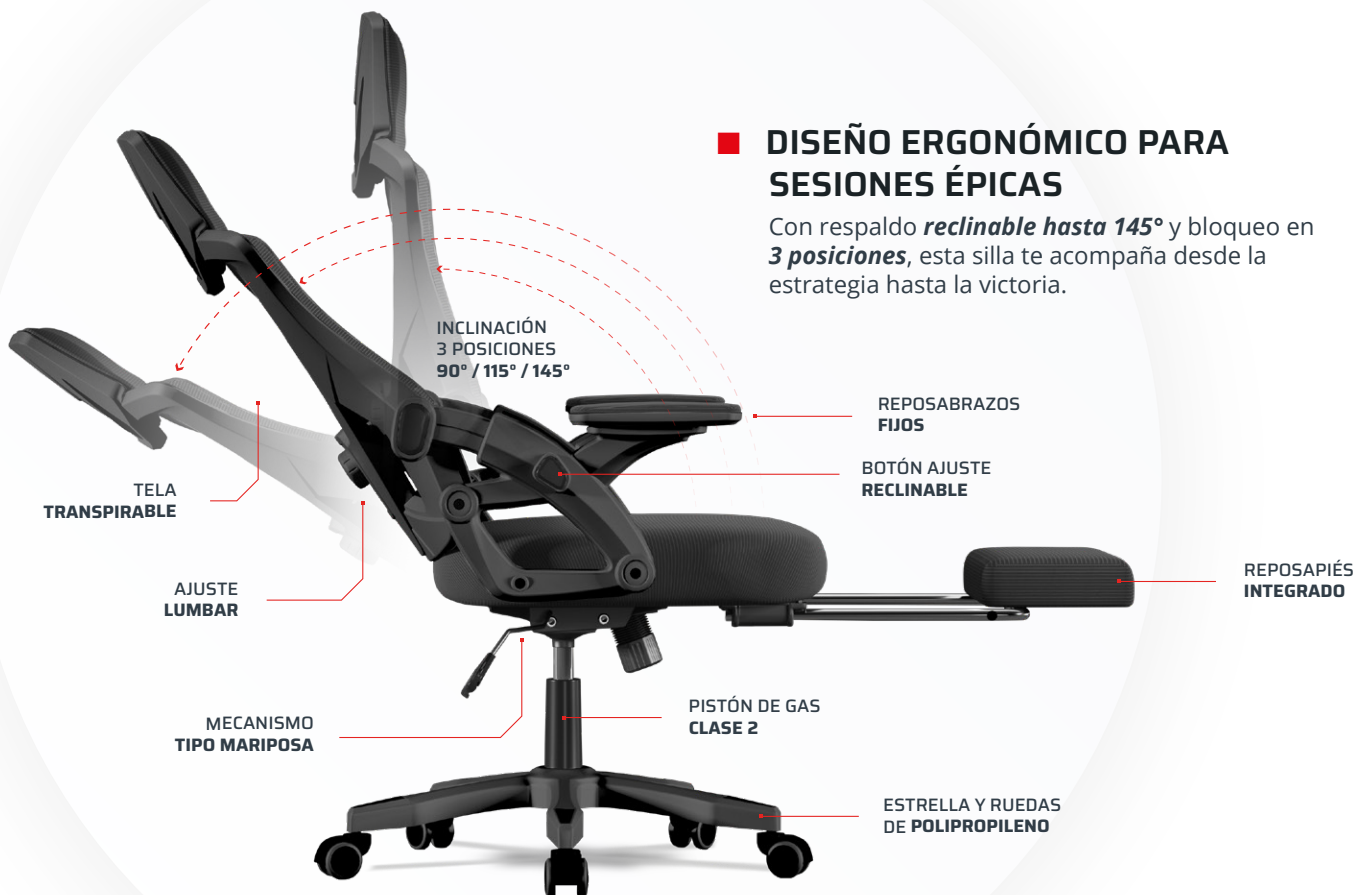 DISEÑO ERGONÓMICO PARA
SESIONES ÉPICAS
Con respaldo reclinable hasta 145° y bloqueo en
3 posiciones, esta silla te acompaña desde la
estrategia hasta la victoria.
INCLINACIÓN
3 POSICIONES
90° / 115° / 145°
REPOSABRAZOS
FIJOS
BOTÓN AJUSTE
RECLINABLE
TELA
TRANSPIRABLE
AJUSTE
LUMBAR
REPOSAPIÉS
INTEGRADO
MECANISMO
TIPO MARIPOSA
PISTÓN DE GAS
CLASE 2
ESTRELLA Y RUEDAS
DE POLIPROPILENO